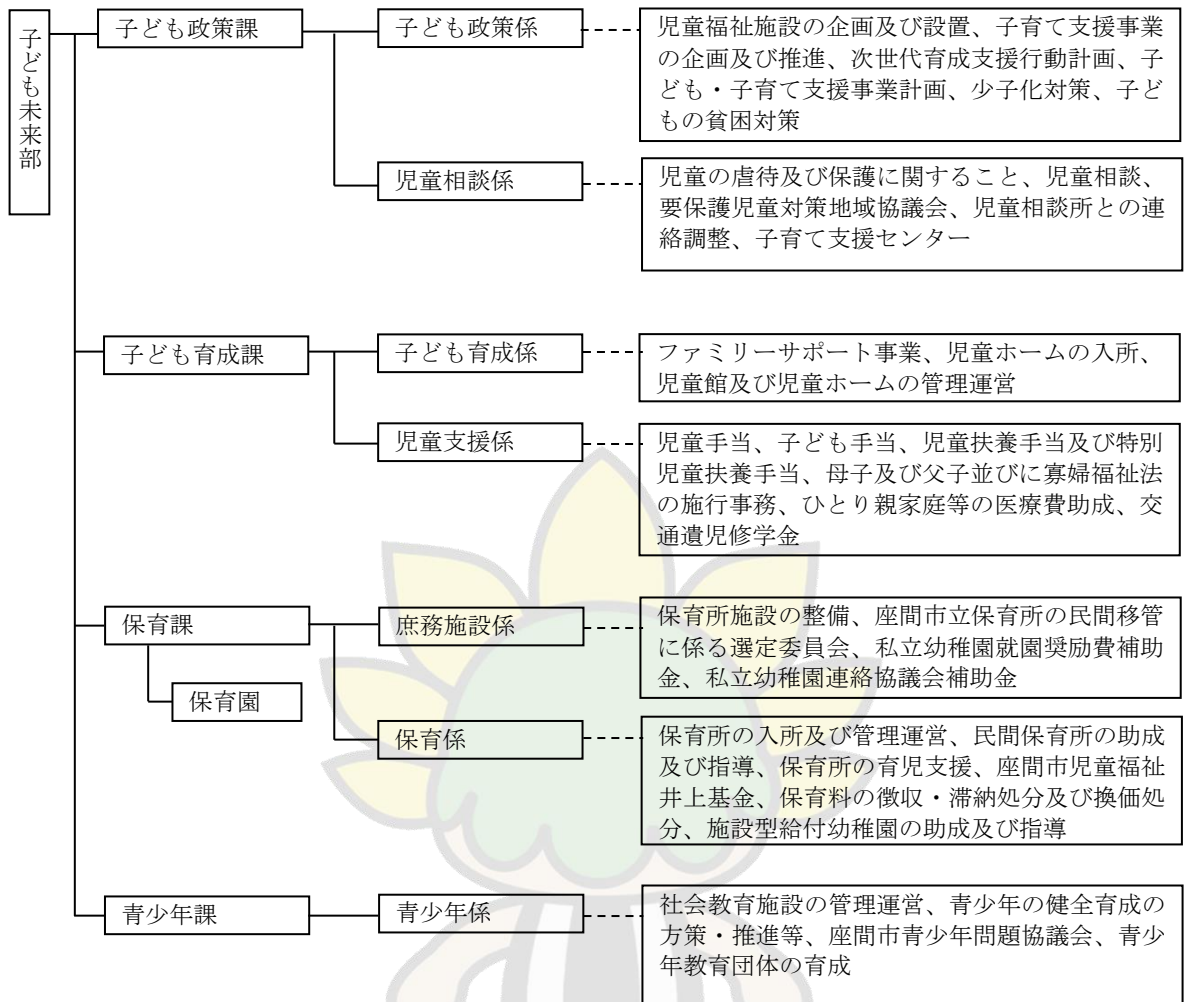 子ども未来部
子ども政策課
子ども政策係
児童福祉施設の企画及び設置、子育て支援事業
の企画及び推進、次世代育成支援行動計画、子
ども・子育て支援事業計画、少子化対策、子ど
もの貧困対策
児童相談係
児童の虐待及び保護に関すること、児童相談、
要保護児童対策地域協議会、児童相談所との連
絡調整、子育て支援センター
子ども育成課
子ども育成係
ファミリーサポート事業、児童ホームの入所、
児童館及び児童ホームの管理運営
児童支援係
児童手当、子ども手当、児童扶養手当及び特別
児童扶養手当、母子及び父子並びに寡婦福祉法
の施行事務、ひとり親家庭等の医療費助成、交
通遺児修学金
保育課
保育園
庶務施設係
保育所施設の整備、座間市立保育所の民間移管
に係る選定委員会、私立幼稚園就園奨励費補助
金、私立幼稚園連絡協議会補助金
保育係
保育所の入所及び管理運営、民間保育所の助成
及び指導、保育所の育児支援、座間市児童福祉
井上基金、保育料の徴収・滞納処分及び換価処
分、施設型給付幼稚園の助成及び指導
青少年課
青少年係
社会教育施設の管理運営、青少年の健全育成の
方策・推進等、座間市青少年問題協議会、青少
年教育団体の育成